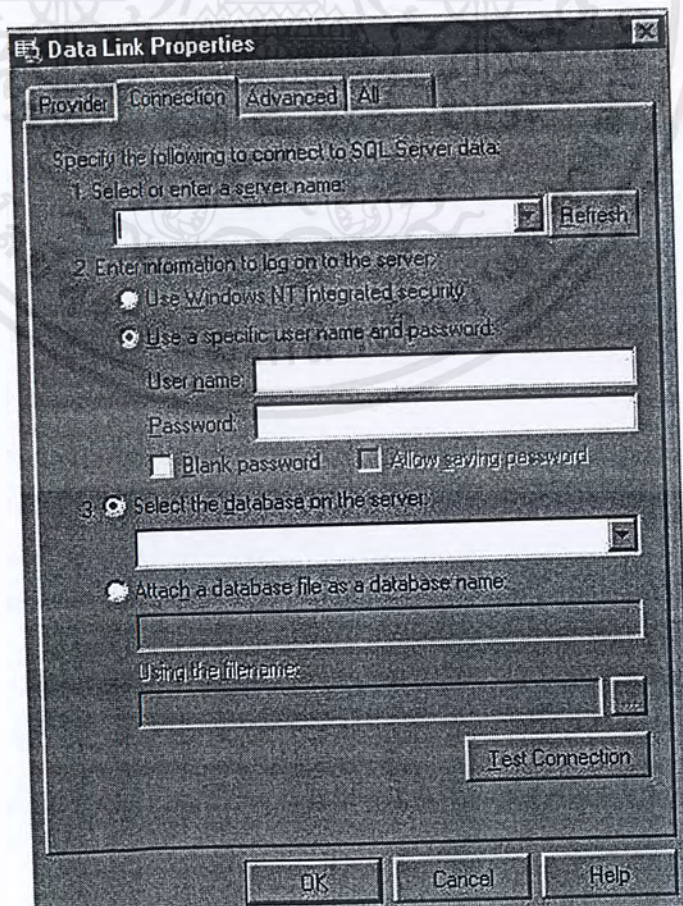 Data Link Properties
Provider Connection Advanced All
Specify the following to connect to SQL Server data:
1. Select or enter a server name:
Refresh
2. Enter information to log on to the server:
Use Windows NT Integrated security
Use a specific user name and password:
User name:
Password:
Blank password Allow saving password
3. Select the database on the server:
Attach a database file as a database name:
Using the filename:
...
Test Connection
OK Cancel Help